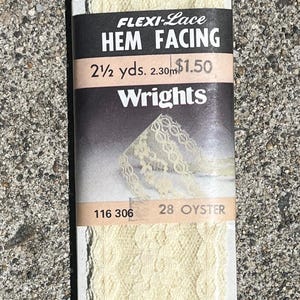 FLEXI-Lace
HEM FACING
2½ yds. 2.30m $1.50
Wrights
116 306 28 OYSTER